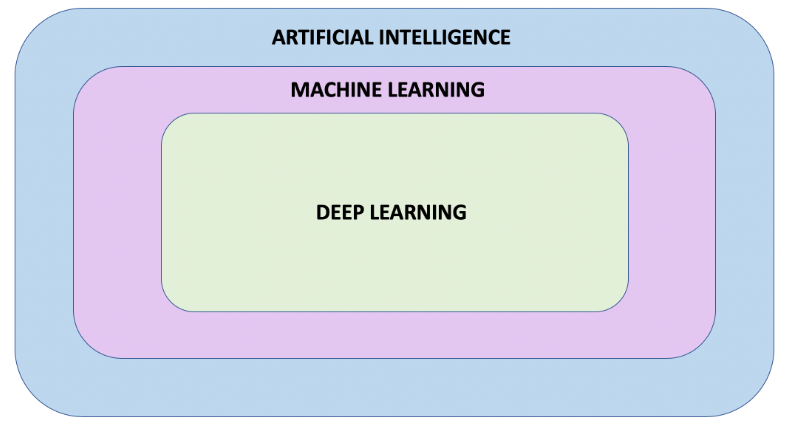 ARTIFICIAL INTELLIGENCE
MACHINE LEARNING
DEEP LEARNING